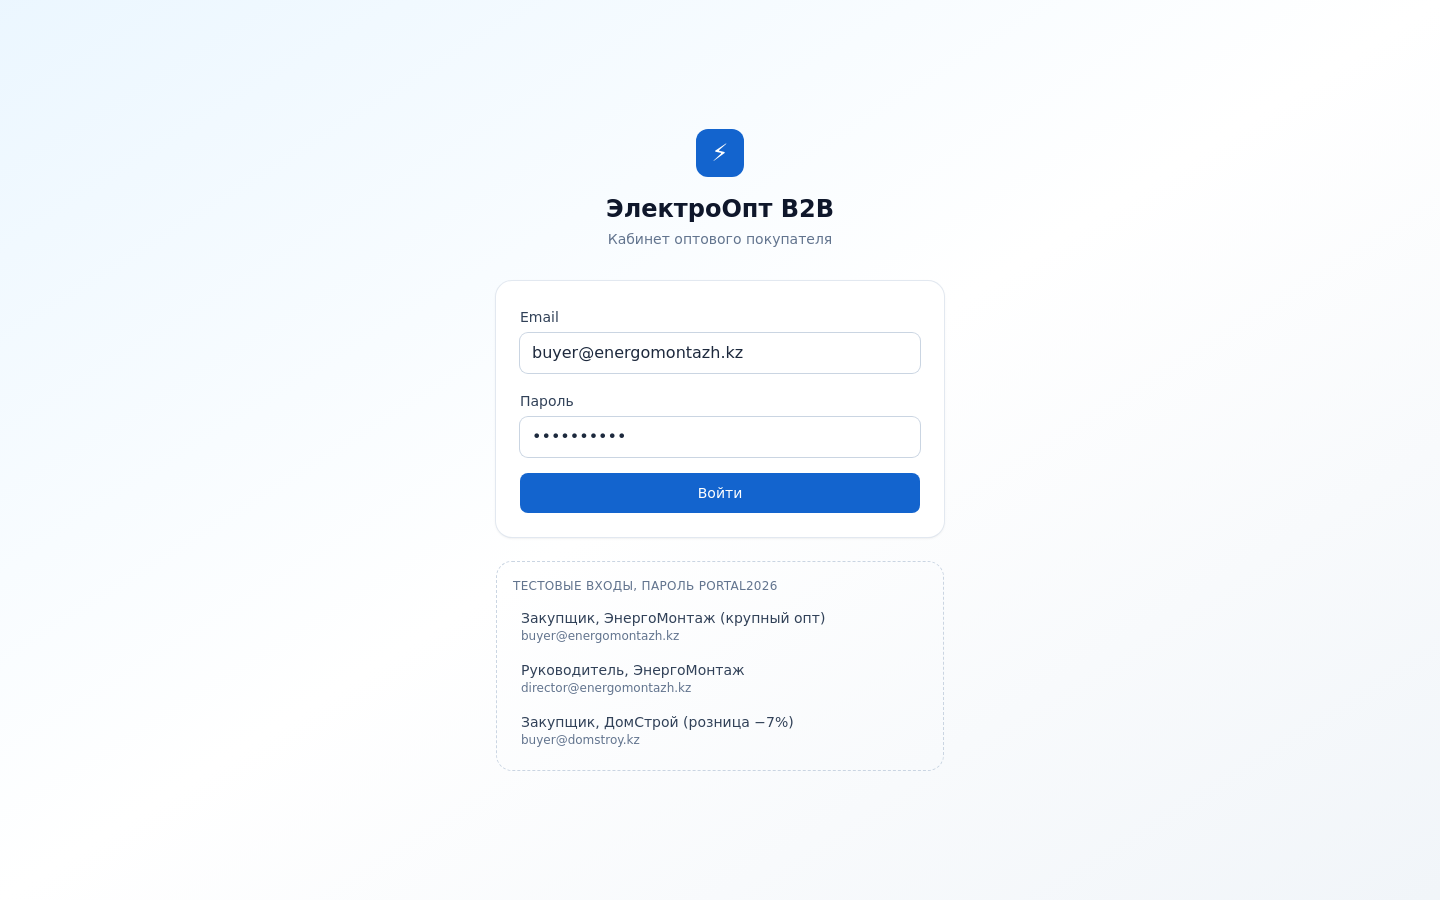 ЭлектроОпт B2B
Кабинет оптового покупателя
Email
buyer@energomontazh.kz
Пароль
••••••••••
Войти
ТЕСТОВЫЕ ВХОДЫ, ПАРОЛЬ PORTAL2026
Закупщик, ЭнергоМонтаж (крупный опт)
buyer@energomontazh.kz
Руководитель, ЭнергоМонтаж
director@energomontazh.kz
Закупщик, ДомСтрой (розница −7%)
buyer@domstroy.kz